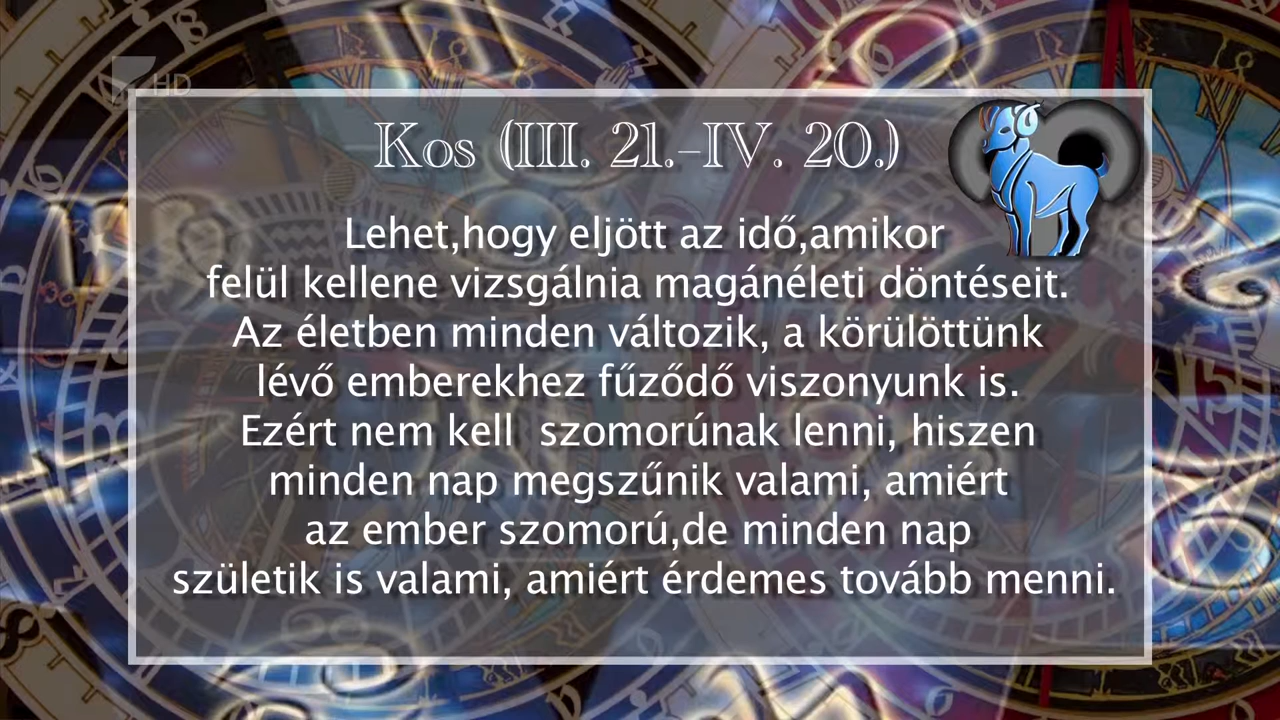 HD
Kos (III. 21.-IV. 20.)
Lehet,hogy eljött az idő,amikor
felül kellene vizsgálnia magánéleti döntéseit.
Az életben minden változik, a körülöttünk
lévő emberekhez fűződő viszonyunk is.
Ezért nem kell  szomorúnak lenni, hiszen
minden nap megszűnik valami, amiért
az ember szomorú,de minden nap
születik is valami, amiért érdemes tovább menni.